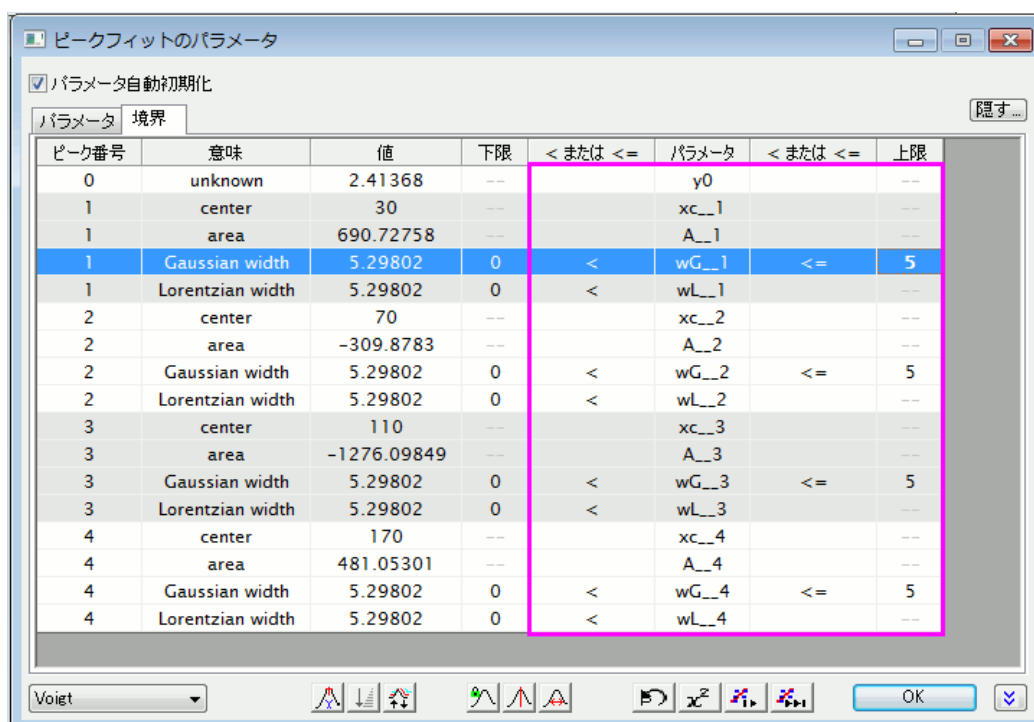 ピークフィットのパラメータ
パラメータ自動初期化
隠す...
パラメータ 境界
ピーク番号 意味 値 下限 < または <= パラメータ < または <= 上限
0 unknown 2.41368 -- y0 --
1 center 30 -- xc__1 --
1 area 690.72758 -- A__1 --
1 Gaussian width 5.29802 0 < wG__1 <= 5
1 Lorentzian width 5.29802 0 < wL__1 --
2 center 70 -- xc__2 --
2 area -309.8783 -- A__2 --
2 Gaussian width 5.29802 0 < wG__2 <= 5
2 Lorentzian width 5.29802 0 < wL__2 --
3 center 110 -- xc__3 --
3 area -1276.09849 -- A__3 --
3 Gaussian width 5.29802 0 < wG__3 <= 5
3 Lorentzian width 5.29802 0 < wL__3 --
4 center 170 -- xc__4 --
4 area 481.05301 -- A__4 --
4 Gaussian width 5.29802 0 < wG__4 <= 5
4 Lorentzian width 5.29802 0 < wL__4 --
Voigt OK